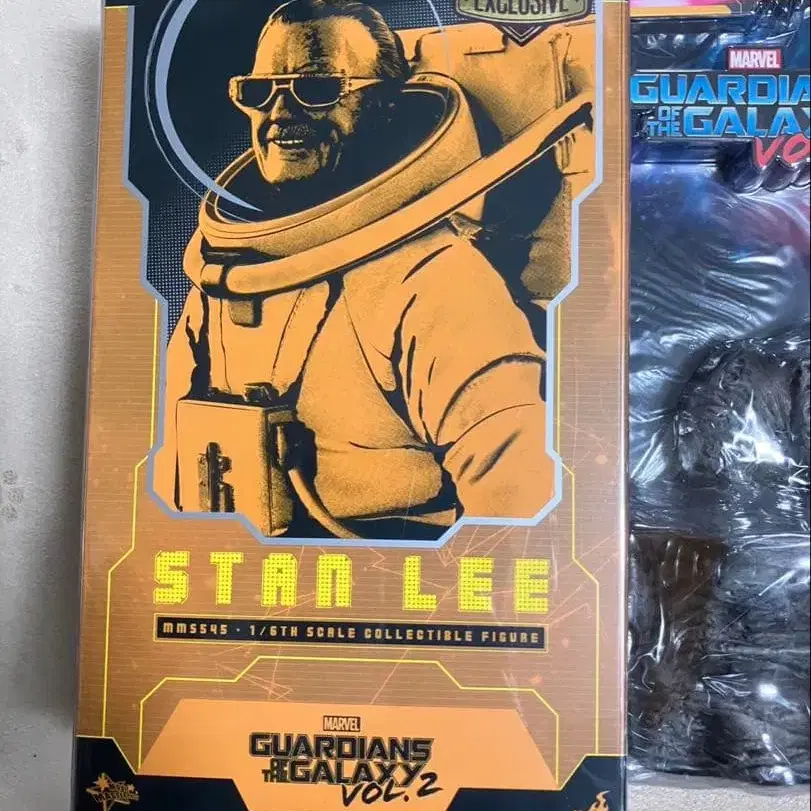 EXCLUSIVE
STAN LEE
MMS545 · 1/6TH SCALE COLLECTIBLE FIGURE
MARVEL
GUARDIANS
OF THE GALAXY
VOL. 2
MARVEL
GUARDIA
OF THE GALA
VO